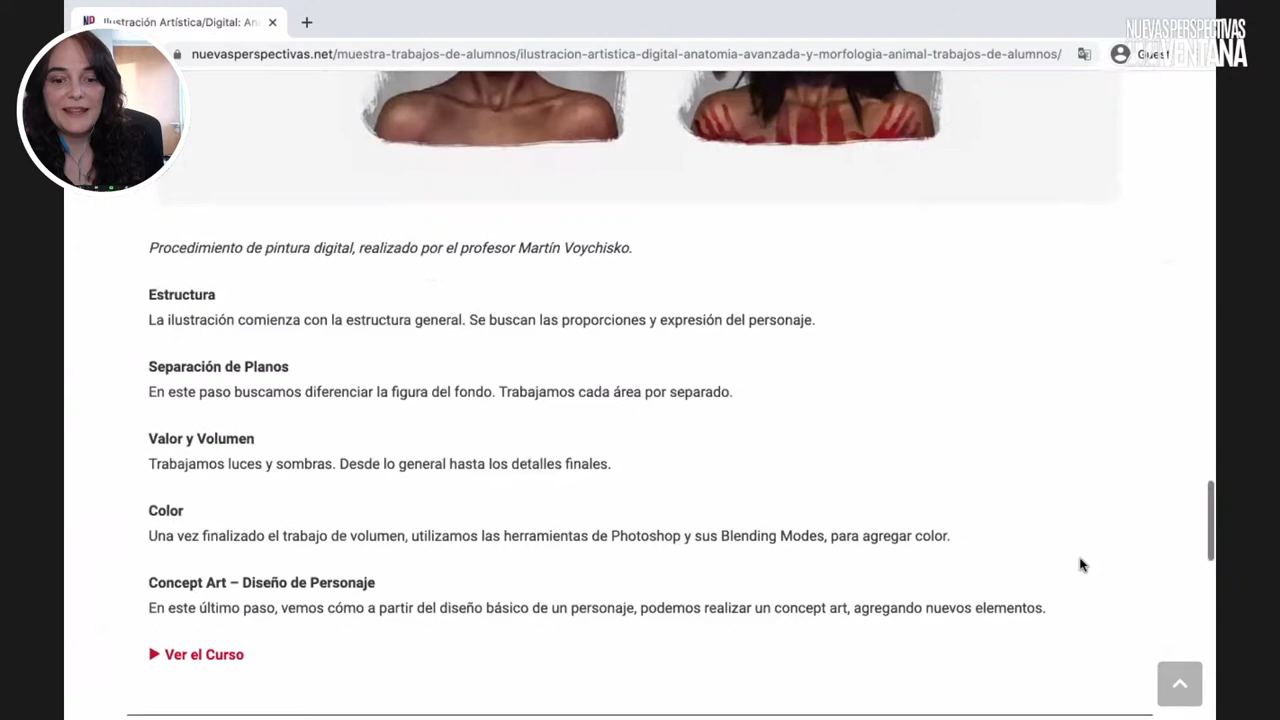 Ilustración Artística/Digital: An
nuevasperspectivas.net/muestra-trabajos-de-alumnos/ilustracion-artistica-digital-anatomia-avanzada-y-morfologia-animal-trabajos-de-alumnos/
NUEVAS PERSPECTIVAS
Procedimiento de pintura digital, realizado por el profesor Martín Voychisko.
Estructura
La ilustración comienza con la estructura general. Se buscan las proporciones y expresión del personaje.
Separación de Planos
En este paso buscamos diferenciar la figura del fondo. Trabajamos cada área por separado.
Valor y Volumen
Trabajamos luces y sombras. Desde lo general hasta los detalles finales.
Color
Una vez finalizado el trabajo de volumen, utilizamos las herramientas de Photoshop y sus Blending Modes, para agregar color.
Concept Art – Diseño de Personaje
En este último paso, vemos cómo a partir del diseño básico de un personaje, podemos realizar un concept art, agregando nuevos elementos.
Ver el Curso